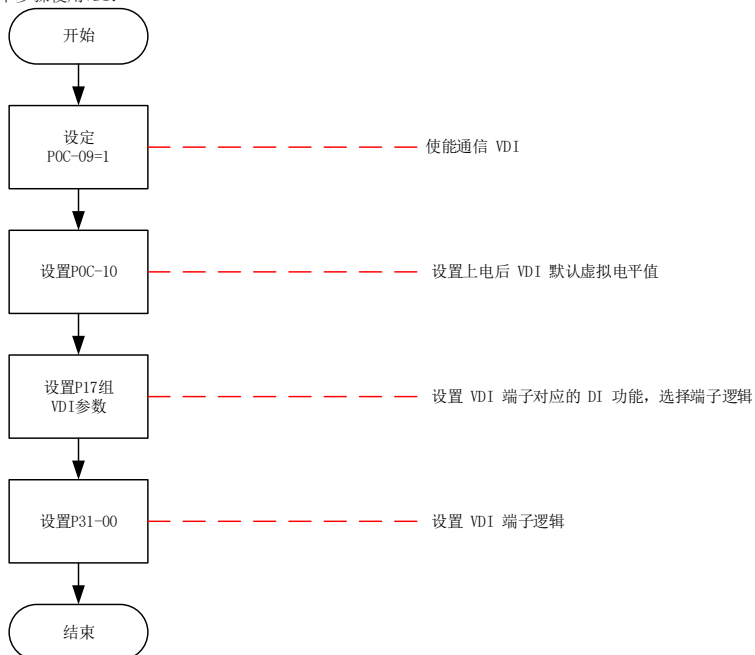 开始
设定
P0C-09=1
使能通信 VDI
设置P0C-10
设置上电后 VDI 默认虚拟电平值
设置P17组
VDI参数
设置 VDI 端子对应的 DI 功能，选择端子逻辑
设置P31-00
设置 VDI 端子逻辑
结束